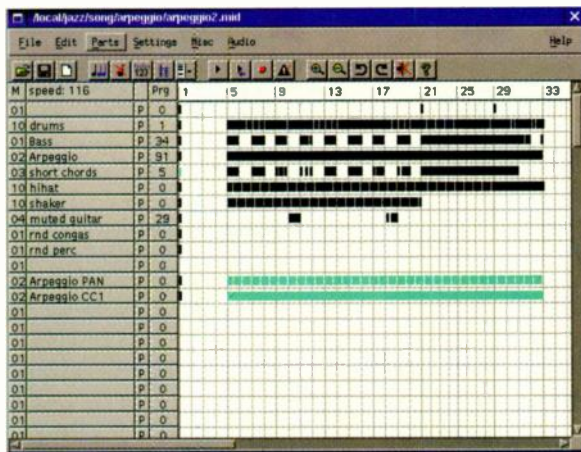 /local/jazz/song/arpeggio/arpeggio2.mid
File Edit Parts Settings Misc Audio Help
M speed: 116 Prg 1 5 9 13 17 21 25 29 33
01 P 0
10 drums P 1
01 Bass P 34
02 Arpeggio P 91
03 short chords P 5
10 hihat P 0
10 shaker P 0
04 muted guitar P 29
01 rnd congas P 0
01 rnd perc P 0
01 P 0
02 Arpeggio PAN P 0
02 Arpeggio CC1 P 0
01 P 0
01 P 0
01 P 0
01 P 0
01 P 0
01 P 0
01 P 0
01 P 0